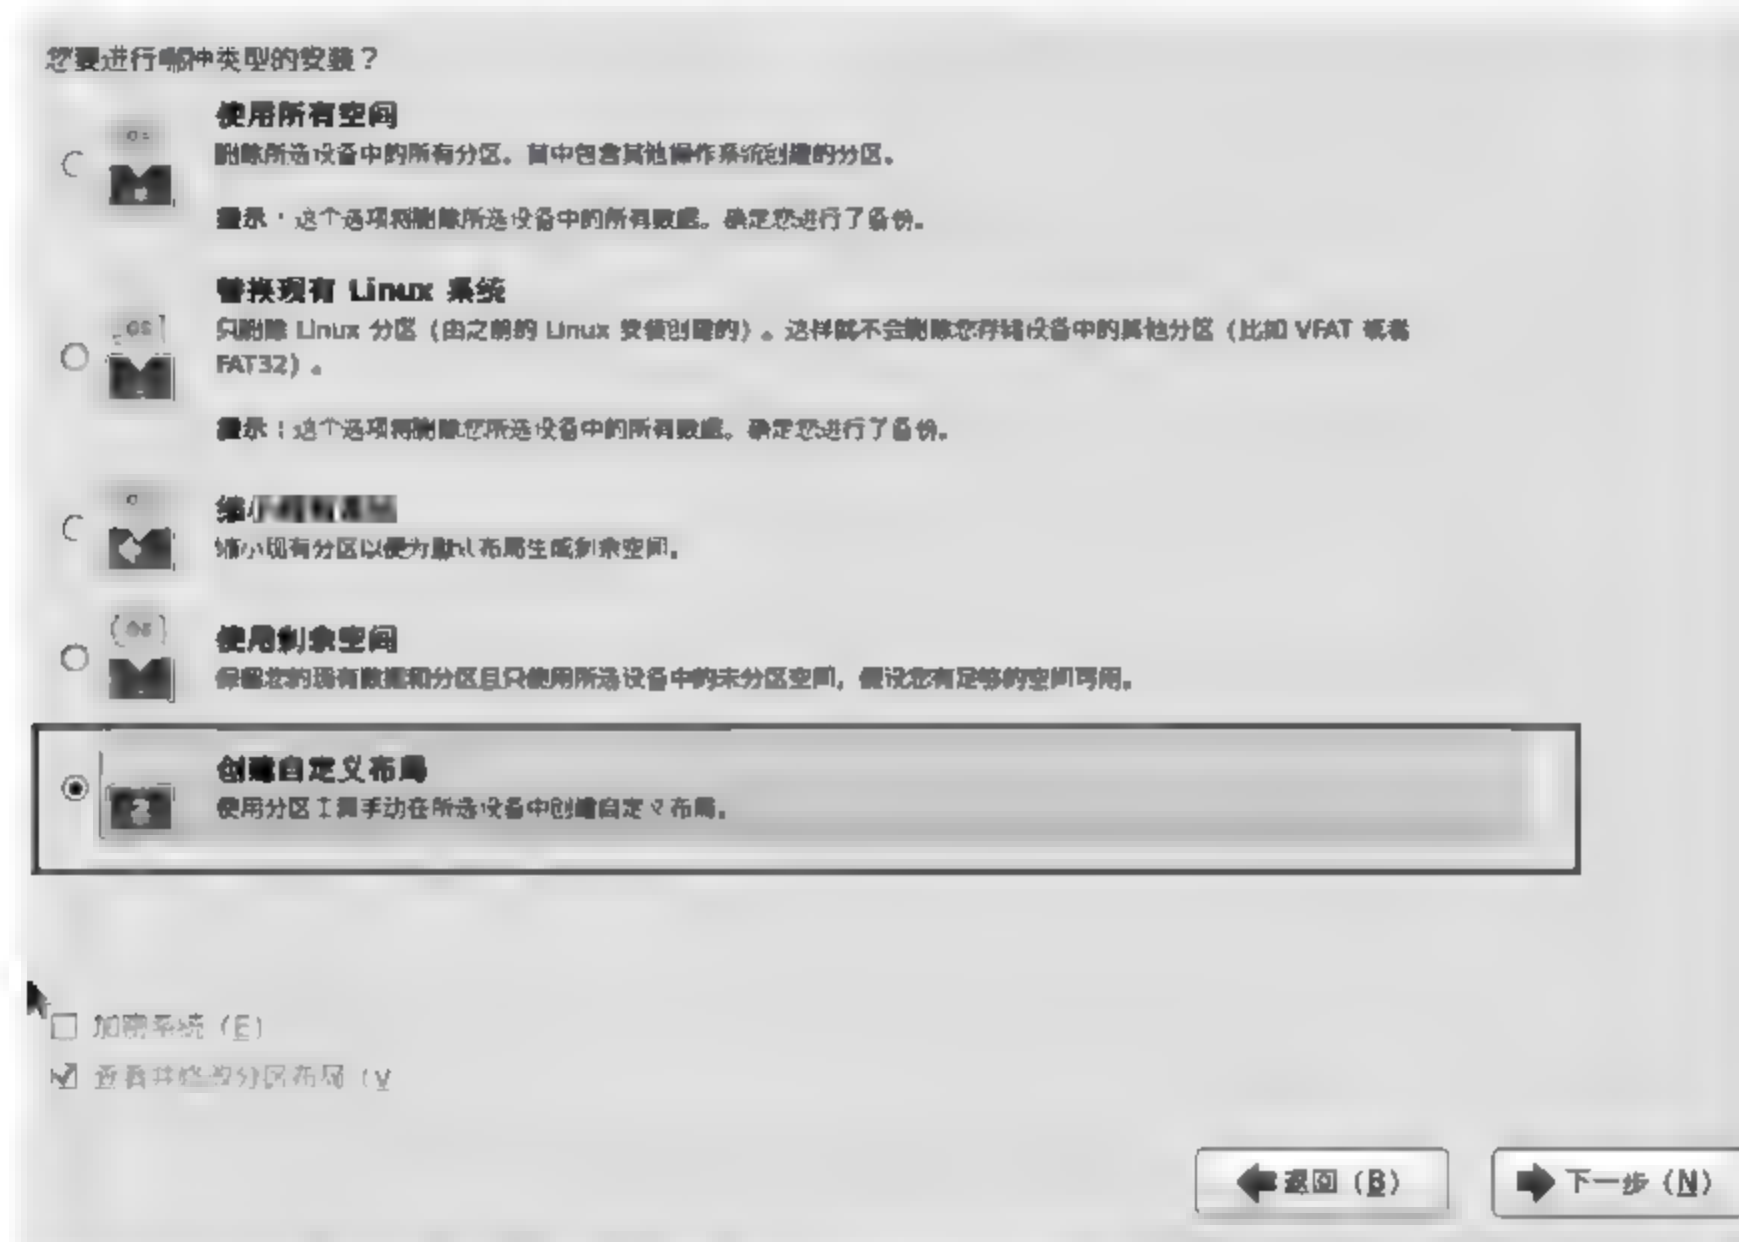 您要进行哪种类型的安装？
使用所有空间
删除所选设备中的所有分区。其中包含其他操作系统创建的分区。
提示：这个选项将删除所选设备中的所有数据。确定您进行了备份。
替换现有 Linux 系统
只删除 Linux 分区（由之前的 Linux 安装创建的）。这样就不会删除您存储设备中的其他分区（比如 VFAT 或者
FAT32）。
提示：这个选项将删除您所选设备中的所有数据。确定您进行了备份。
缩小
缩小现有分区以便为默认布局生成剩余空间。
使用剩余空间
保留您的现有数据和分区且只使用所选设备中的未分区空间，假设您有足够的空间可用。
创建自定义布局
使用分区工具手动在所选设备中创建自定义布局。
加密系统（E）
查看并修改分区布局（V
返回（B）
下一步（N）